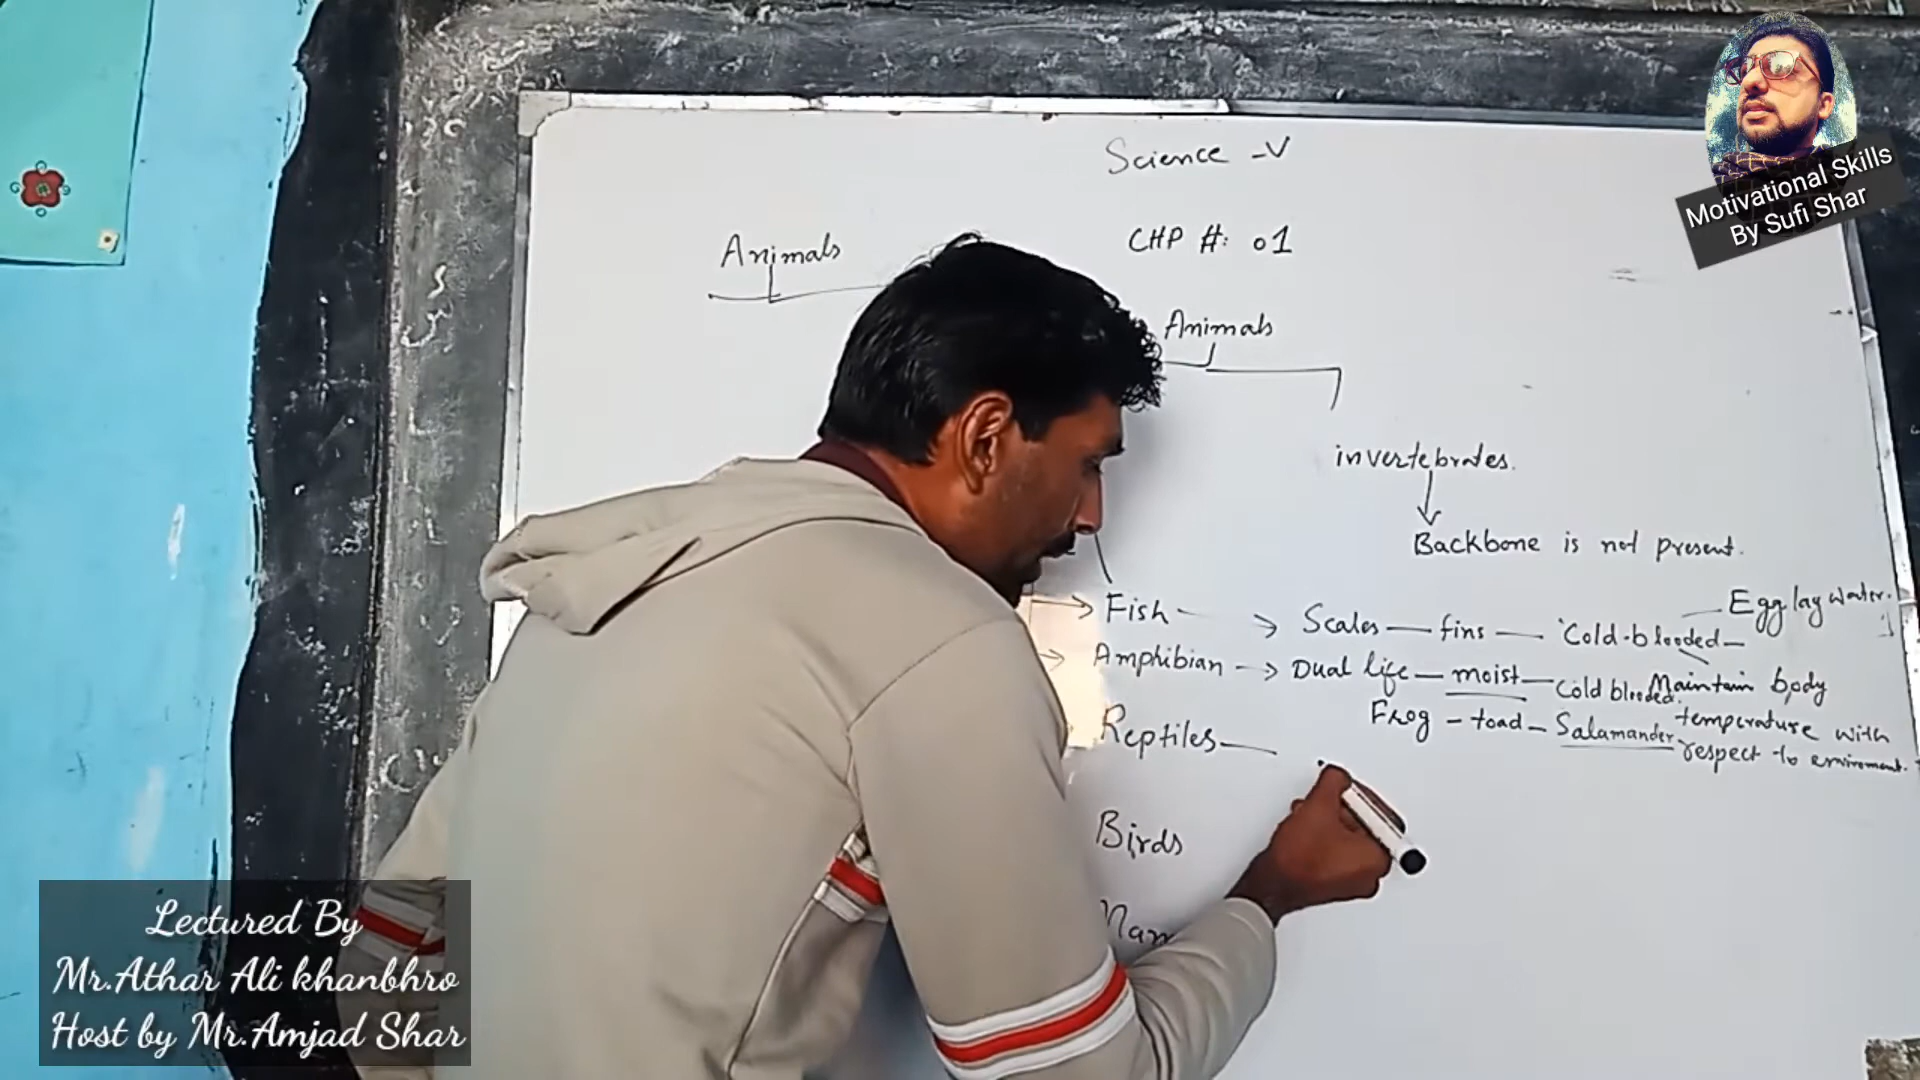 Motivational Skills
By Sufi Shar
Science -V
CHP #: 01
Animals
Animals
invertebrates.
Backbone is not present.
Fish → Scales — fins — Cold-blooded — Egg lay water.
Amphibian → Dual life — moist — Cold blooded
Maintain body
temperature with
respect to enviroment.
Frog - toad - Salamander
Reptiles
Birds
Mam
Lectured By
Mr.Athar Ali khanbhro
Host by Mr.Amjad Shar